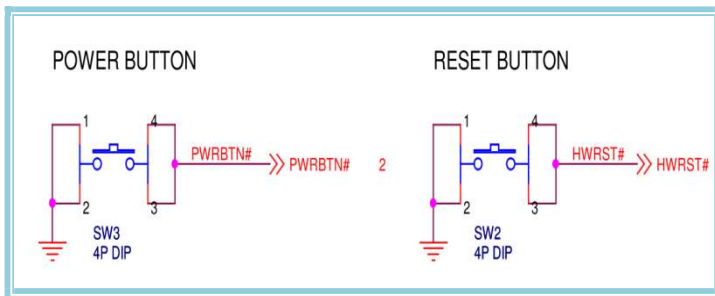 POWER BUTTON
1
4
PWRBTN#
PWRBTN#
2
2
3
SW3
4P DIP
RESET BUTTON
1
4
HWRST#
HWRST#
2
3
SW2
4P DIP